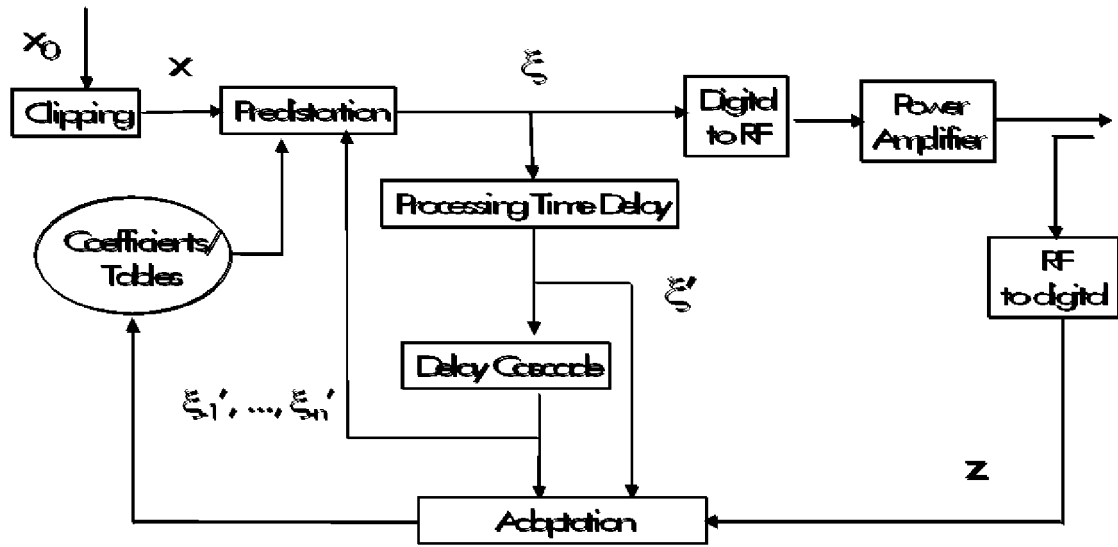 x₀
x
ξ
Clipping
Predistortion
Digital
to RF
Power
Amplifier
Processing Time Delay
Coefficients/
Tables
ξ'
RF
to digital
Delay Cascade
ξ₁', ..., ξₙ'
z
Adaptation